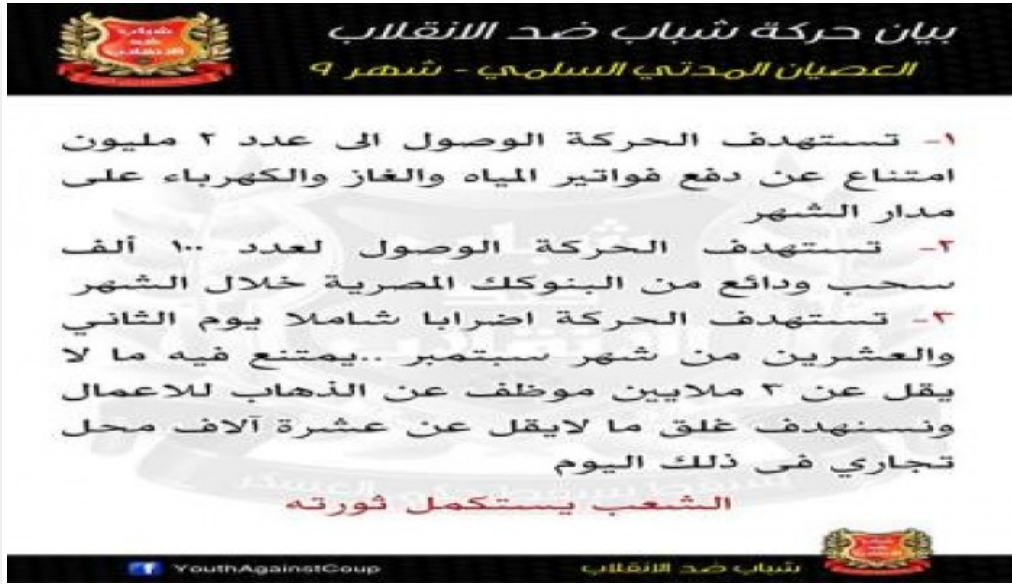 شباب
ضد
الانقلاب
بيان حركة شباب ضد الانقلاب
العصيان المدني السلمي - شهر ٩
١- تستهدف الحركة الوصول الى عدد ٢ مليون
امتناع عن دفع فواتير المياه والغاز والكهرباء على
مدار الشهر
٢- تستهدف الحركة الوصول لعدد ١٠٠ ألف
سحب ودائع من البنوكك المصرية خلال الشهر
٣- تستهدف الحركة اضرابا شاملا يوم الثاني
والعشرين من شهر سبتمبر ..يمتنع فيه ما لا
يقل عن ٣ ملايين موظف عن الذهاب للاعمال
ونستهدف غلق ما لايقل عن عشرة آلاف محل
تجاري فى ذلك اليوم
الشعب يستكمل ثورته
YouthAgainstCoup
شباب ضد الانقلاب